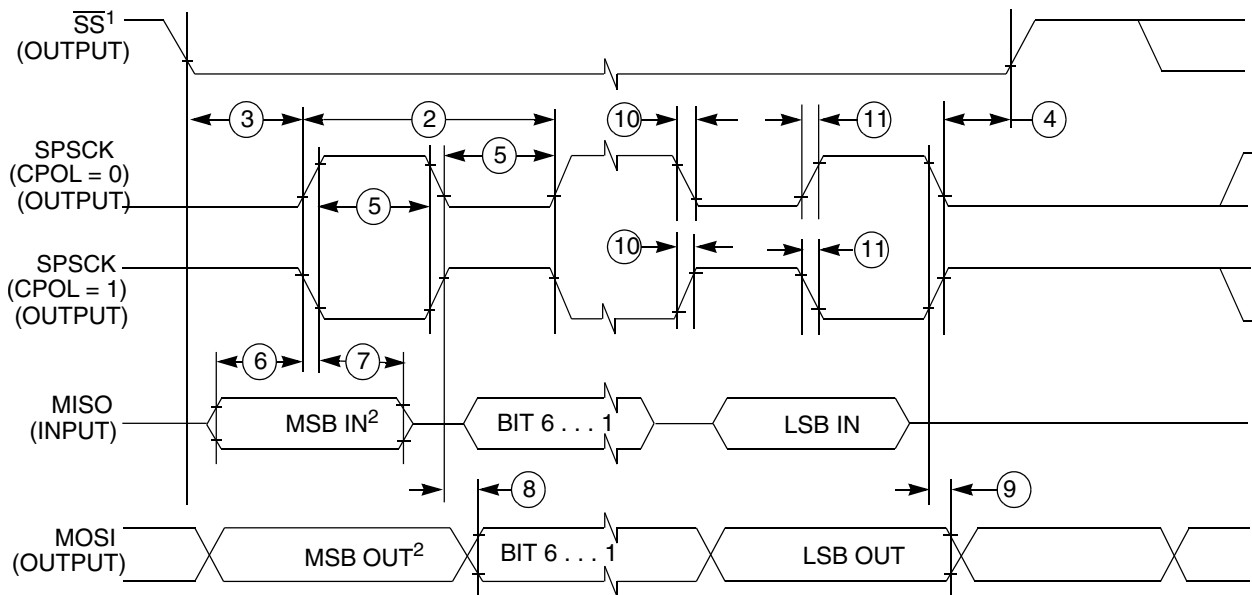 SS¹
(OUTPUT)
3
2
10
11
4
5
SPSCK
(CPOL = 0)
(OUTPUT)
5
10
11
SPSCK
(CPOL = 1)
(OUTPUT)
6
7
MISO
(INPUT)
MSB IN²
BIT 6 . . . 1
LSB IN
8
9
MOSI
(OUTPUT)
MSB OUT²
BIT 6 . . . 1
LSB OUT